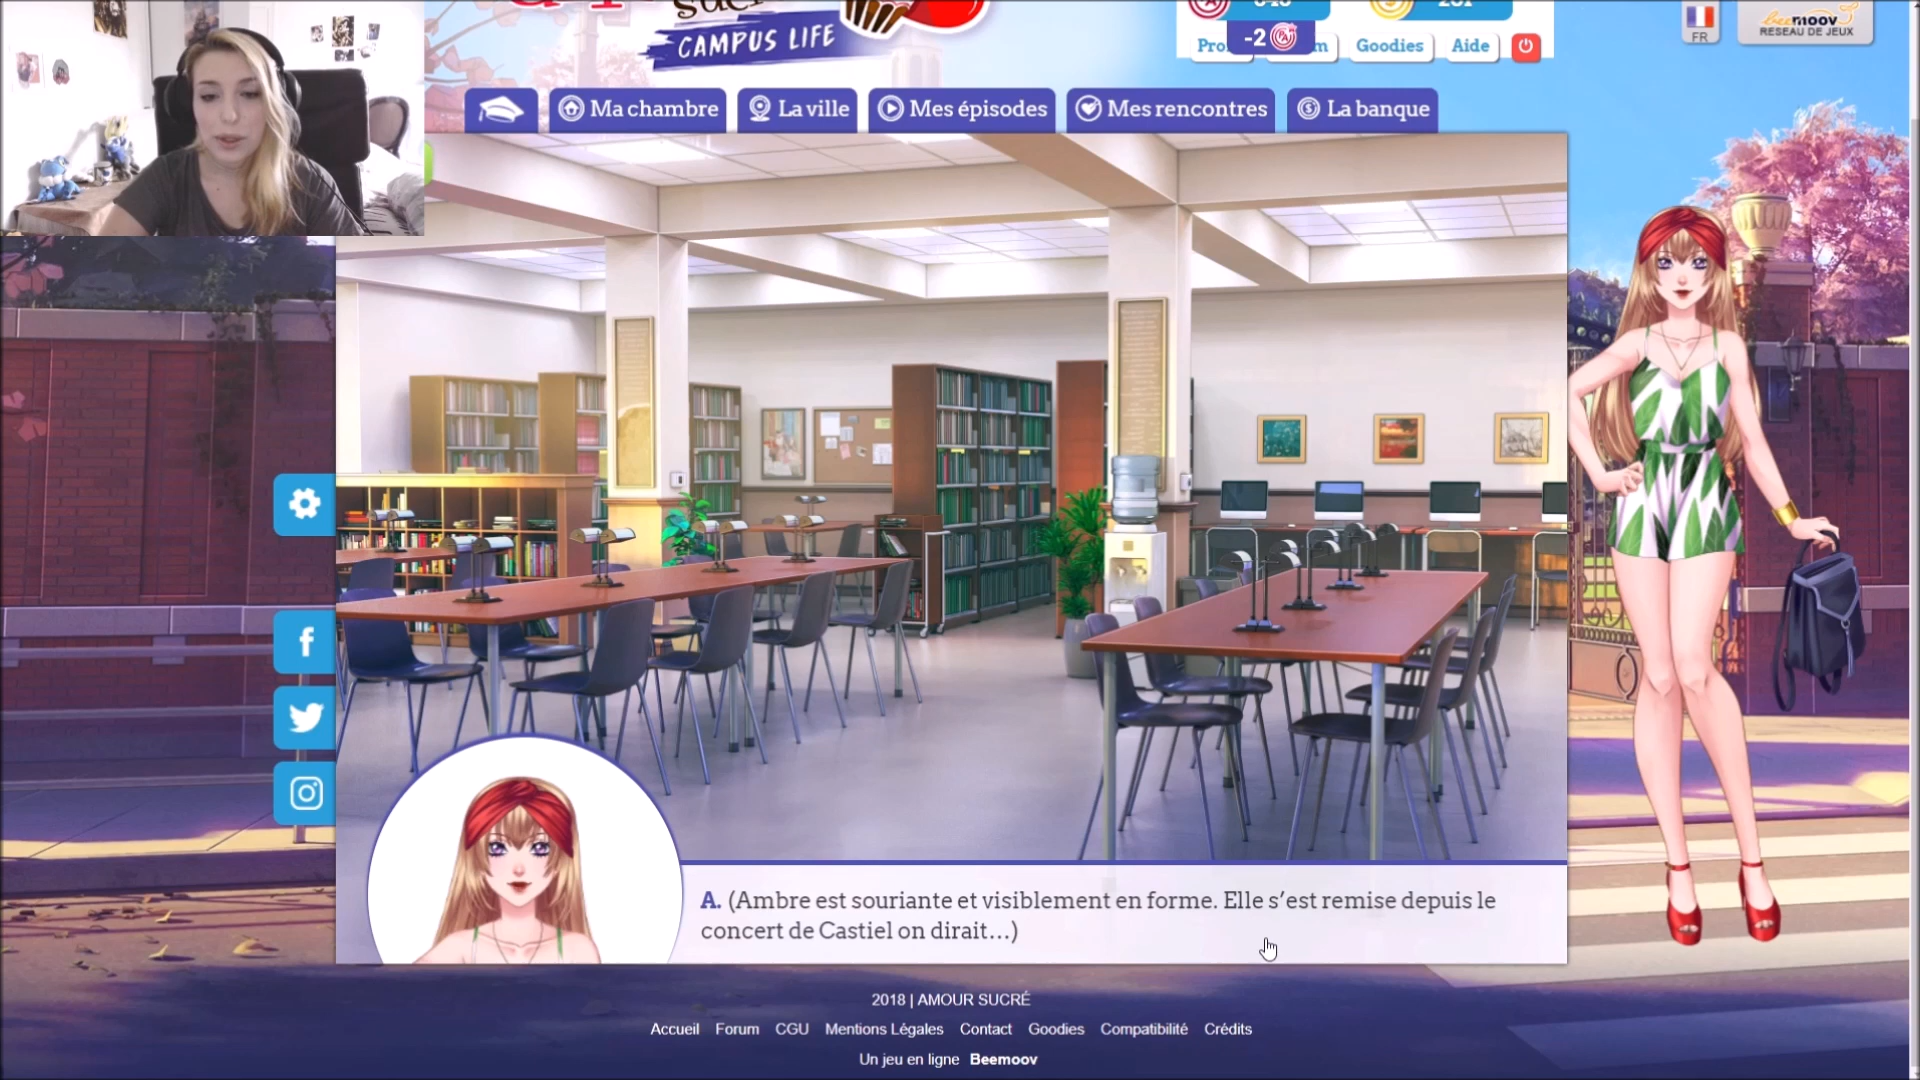 CAMPUS LIFE
-2
Goodies
Aide
FR
beemoov
RESEAU DE JEUX
Ma chambre
La ville
Mes épisodes
Mes rencontres
La banque
A. (Ambre est souriante et visiblement en forme. Elle s’est remise depuis le
concert de Castiel on dirait…)
2018 | AMOUR SUCRÉ
Accueil Forum CGU Mentions Légales Contact Goodies Compatibilité Crédits
Un jeu en ligne Beemoov